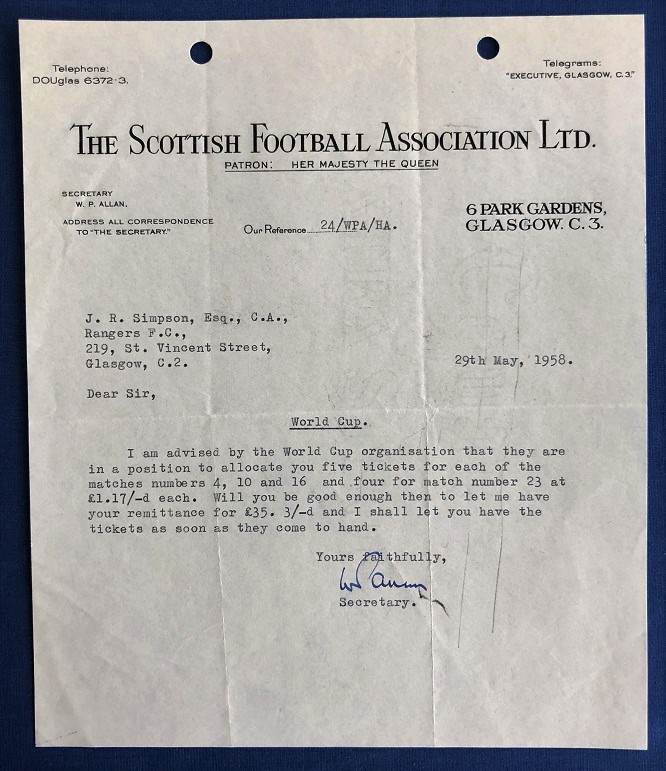 Telephone:
DOUglas 6372-3.
Telegrams:
"EXECUTIVE, GLASGOW, C.3."
THE SCOTTISH FOOTBALL ASSOCIATION LTD.
PATRON: HER MAJESTY THE QUEEN
SECRETARY
W. P. ALLAN.
ADDRESS ALL CORRESPONDENCE
TO "THE SECRETARY."
Our Reference 24/WPA/HA.
6 PARK GARDENS,
GLASGOW. C. 3.
J. R. Simpson, Esq., C.A.,
Rangers F.C.,
219, St. Vincent Street,
Glasgow, C.2.
29th May, 1958.
Dear Sir,
World Cup.
I am advised by the World Cup organisation that they are
in a position to allocate you five tickets for each of the
matches numbers 4, 10 and 16 and four for match number 23 at
£1.17/-d each. Will you be good enough then to let me have
your remittance for £35. 3/-d and I shall let you have the
tickets as soon as they come to hand.
Yours faithfully,
Secretary.